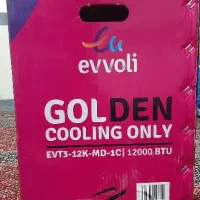 evvoli
GOLDEN
COOLING ONLY
EVT3-12K-MD-1C| 12000 BTU